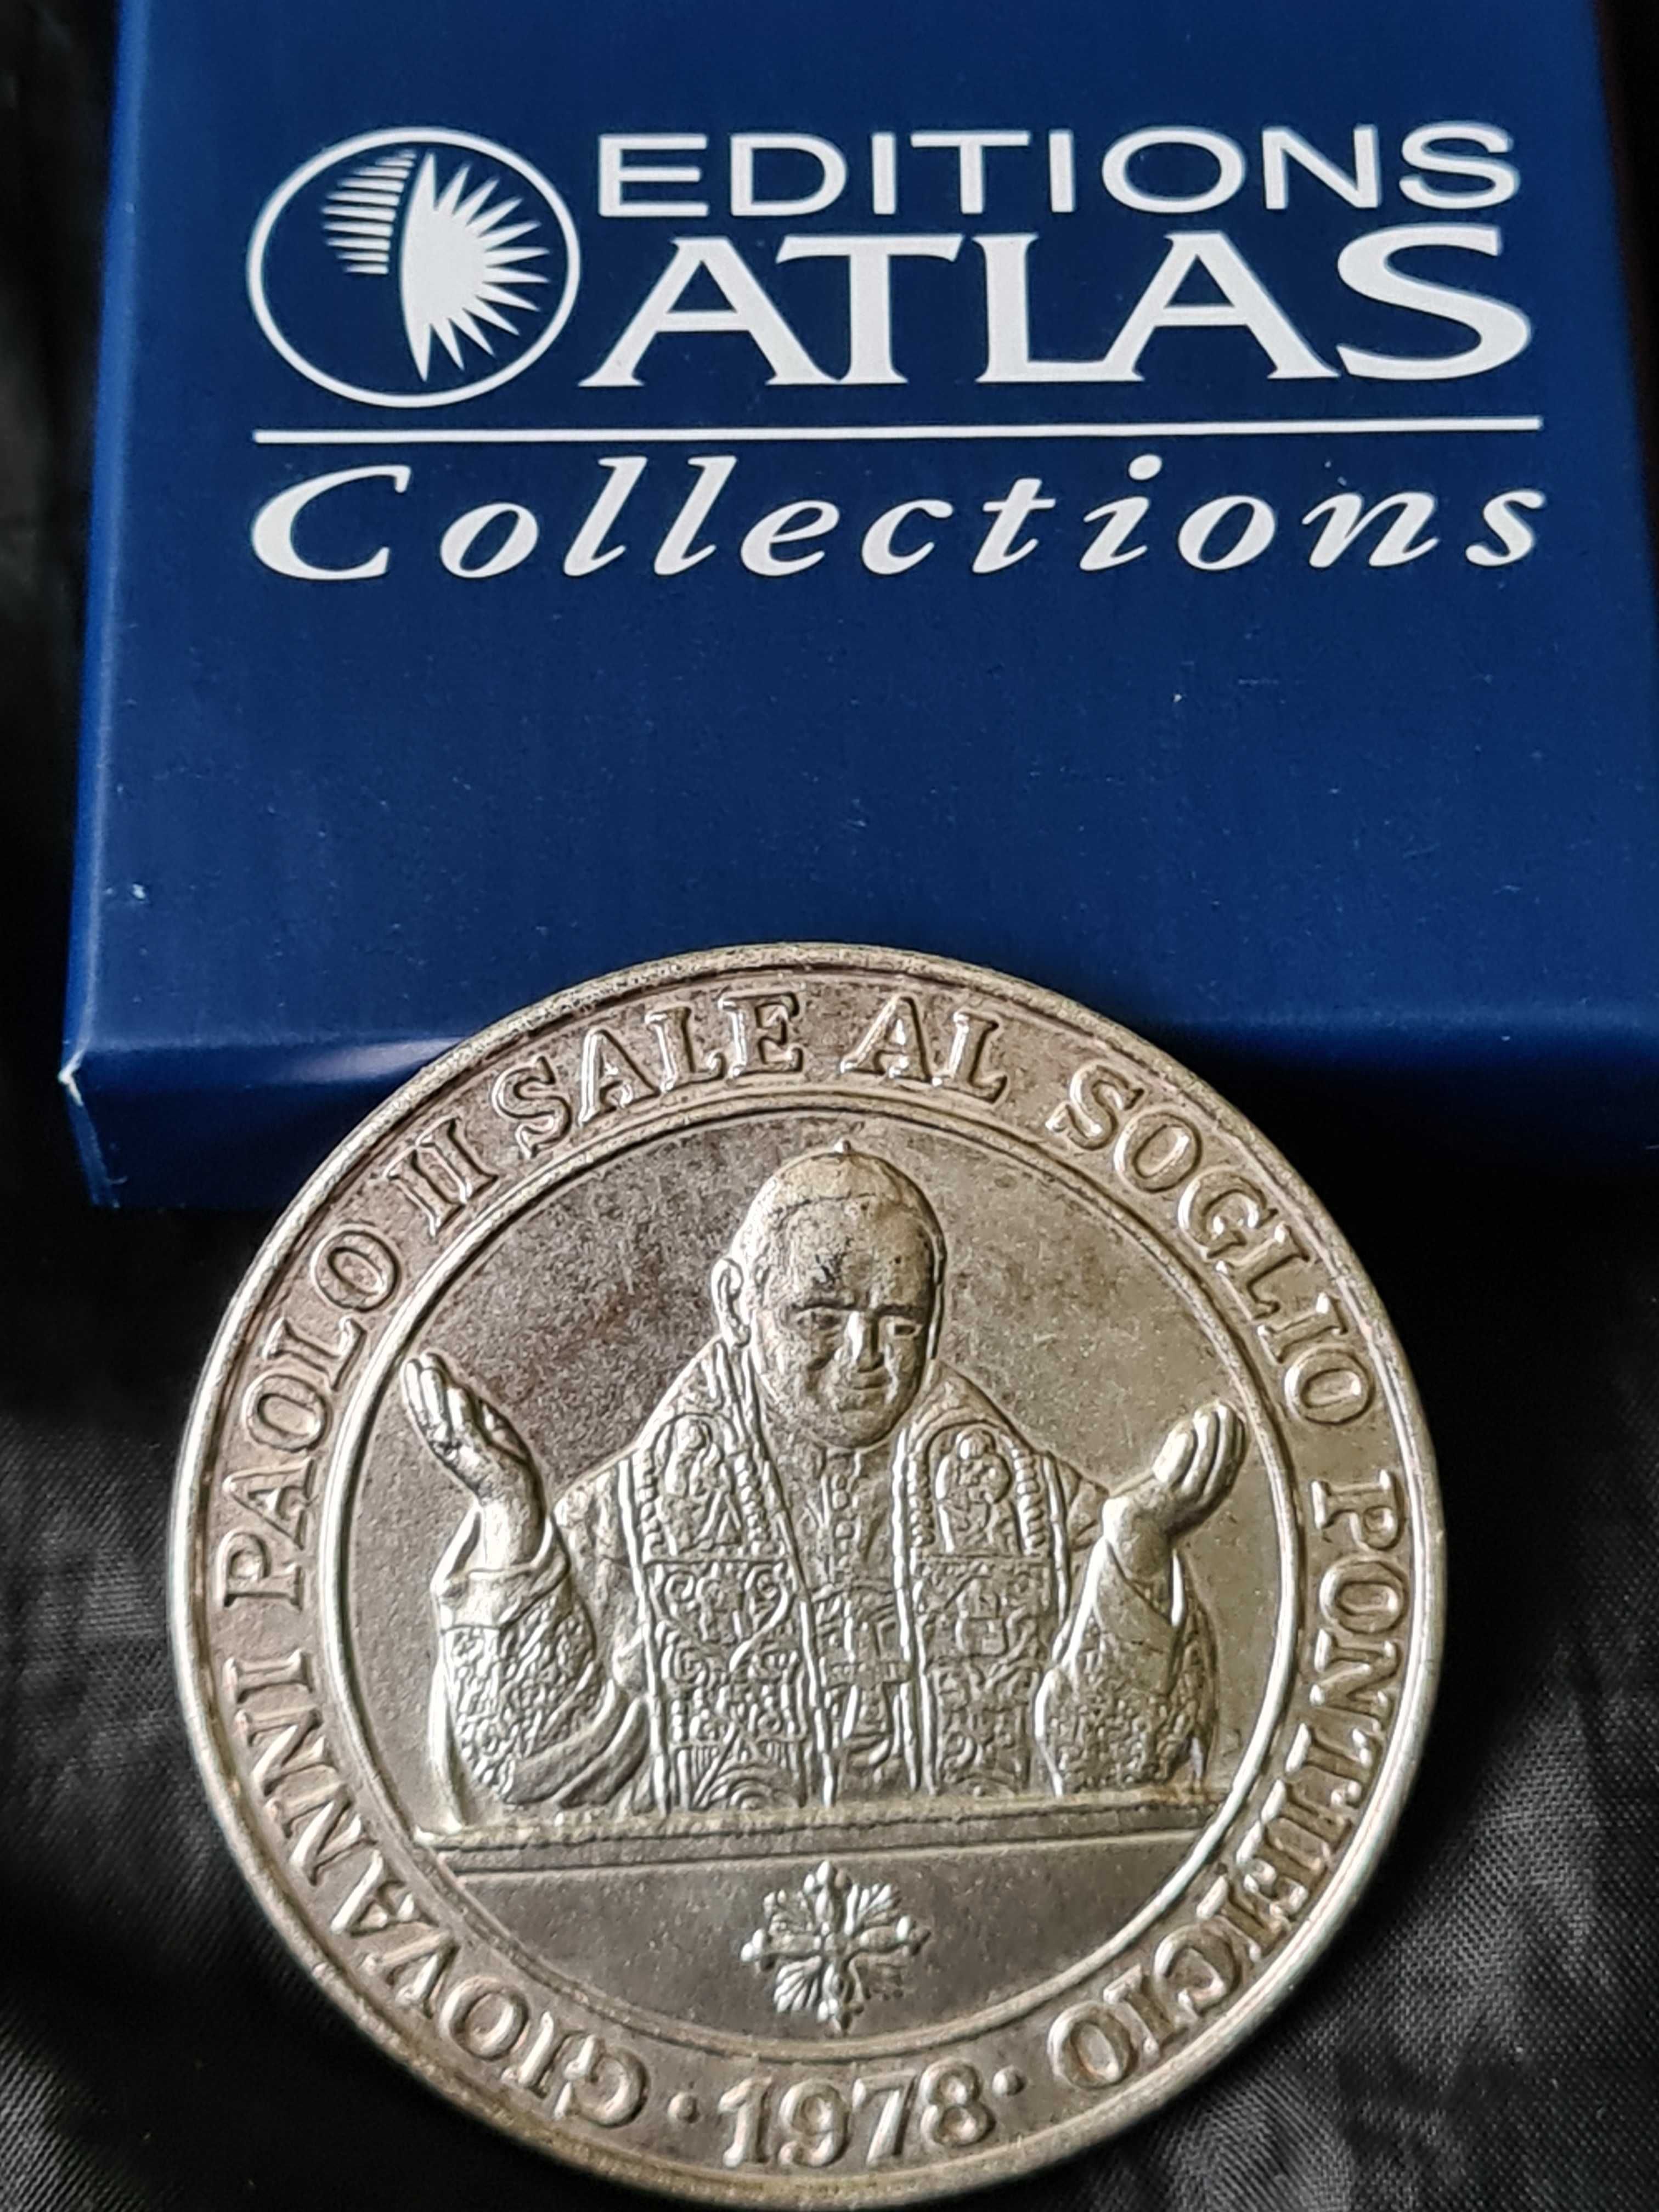 EDITIONS
ATLAS
Collections
GIOVANNI PAOLO II SALE AL SOGLIO PONTIFICIO
· 1978 ·